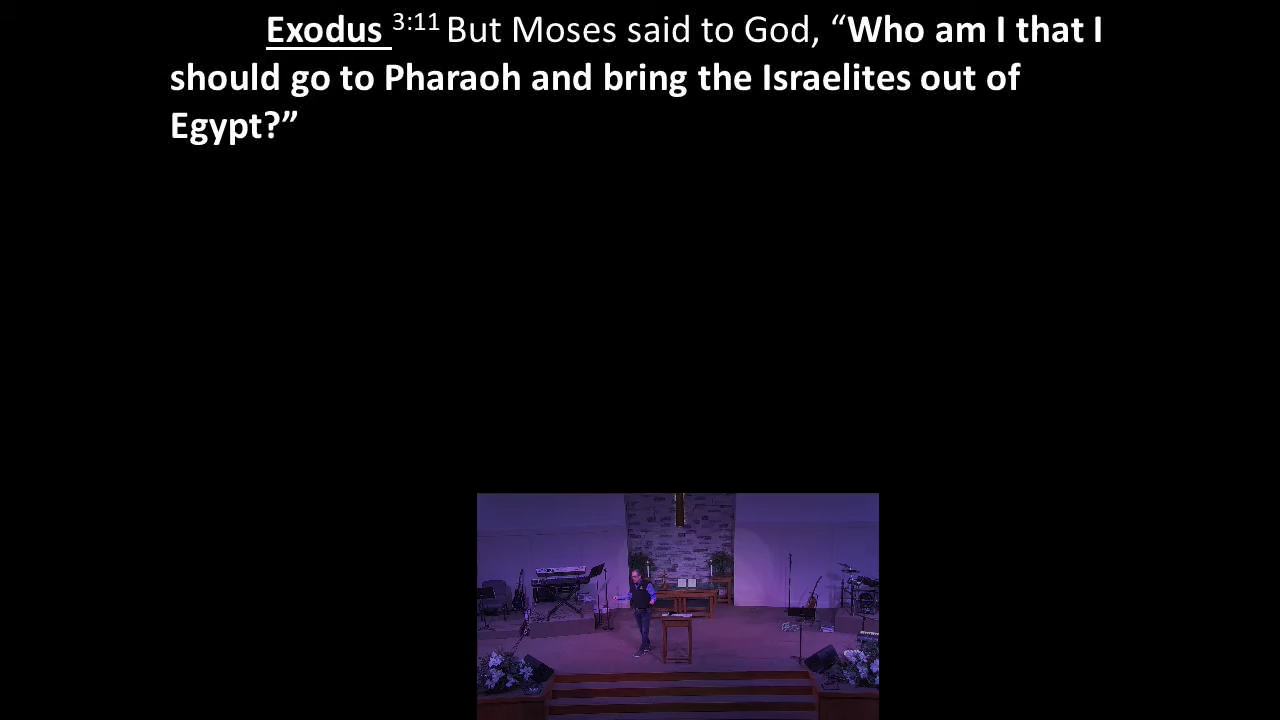 Exodus 3:11 But Moses said to God, “Who am I that I
should go to Pharaoh and bring the Israelites out of
Egypt?”